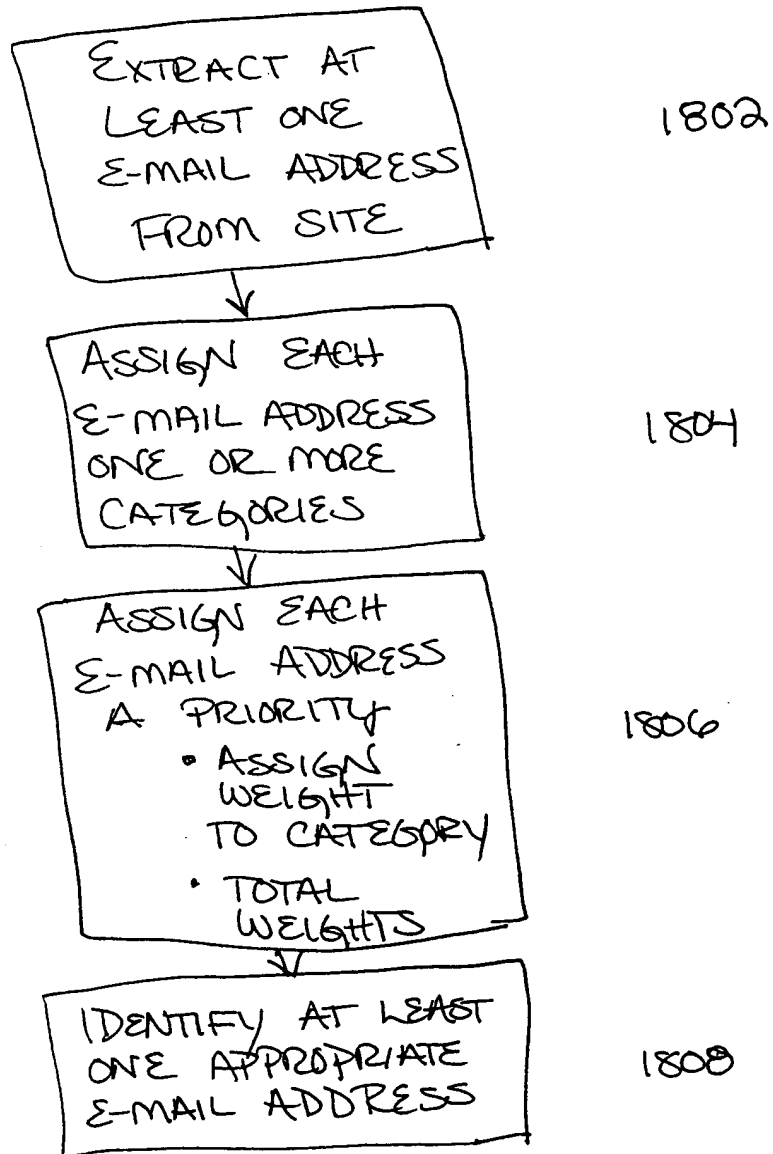 EXTRACT AT
LEAST ONE
E-MAIL ADDRESS
FROM SITE
1802
ASSIGN EACH
E-MAIL ADDRESS
ONE OR MORE
CATEGORIES
1804
ASSIGN EACH
E-MAIL ADDRESS
A PRIORITY
• ASSIGN
WEIGHT
TO CATEGORY
• TOTAL
WEIGHTS
1806
IDENTIFY AT LEAST
ONE APPROPRIATE
E-MAIL ADDRESS
1808